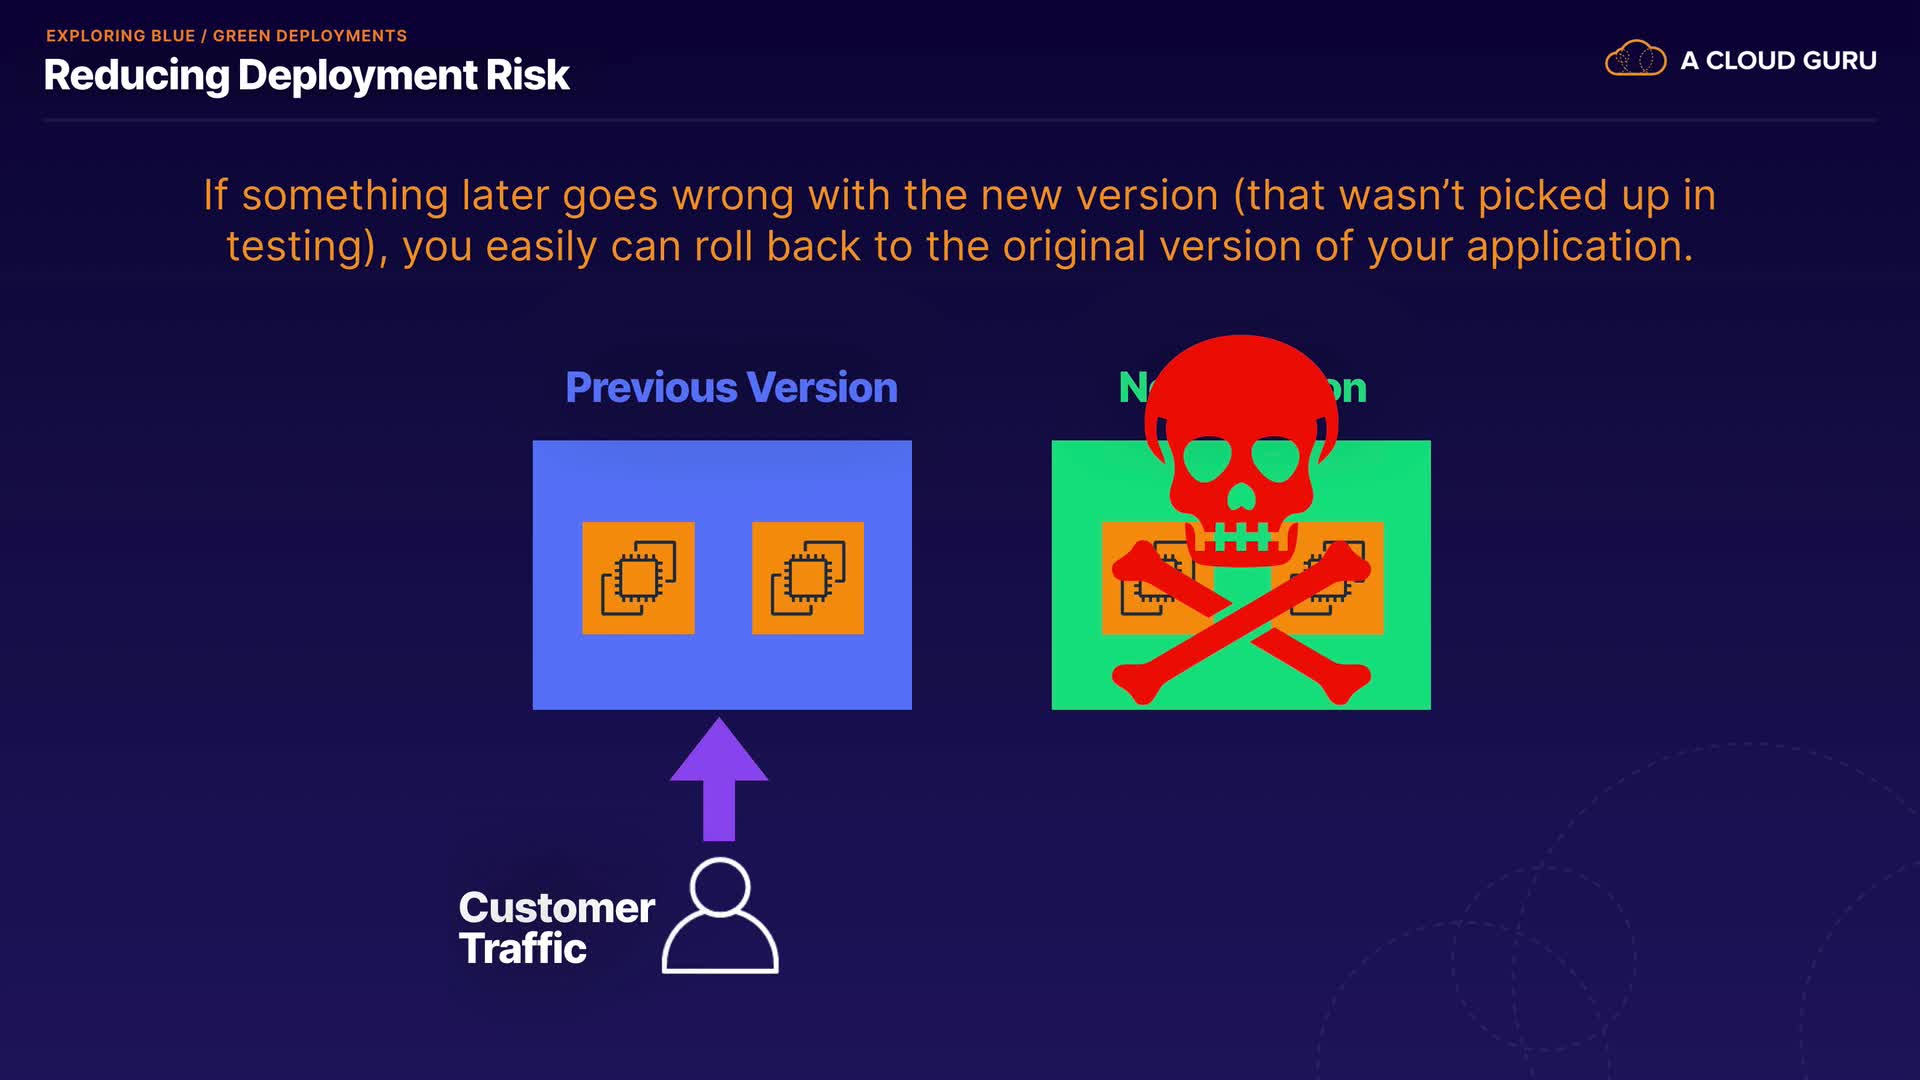 EXPLORING BLUE / GREEN DEPLOYMENTS
Reducing Deployment Risk
A CLOUD GURU
If something later goes wrong with the new version (that wasn’t picked up in
testing), you easily can roll back to the original version of your application.
Previous Version
Customer
Traffic